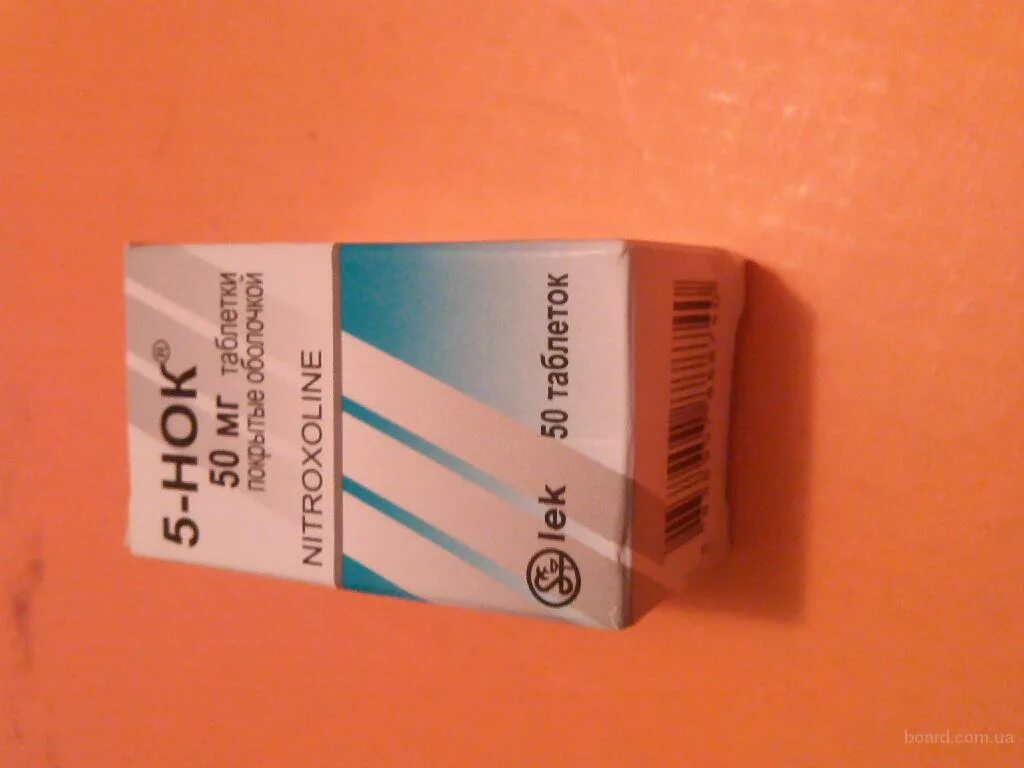 5-НОК®
50 мг таблетки
покрытые оболочкой
NITROXOLINE
lek 50 таблеток
board.com.ua